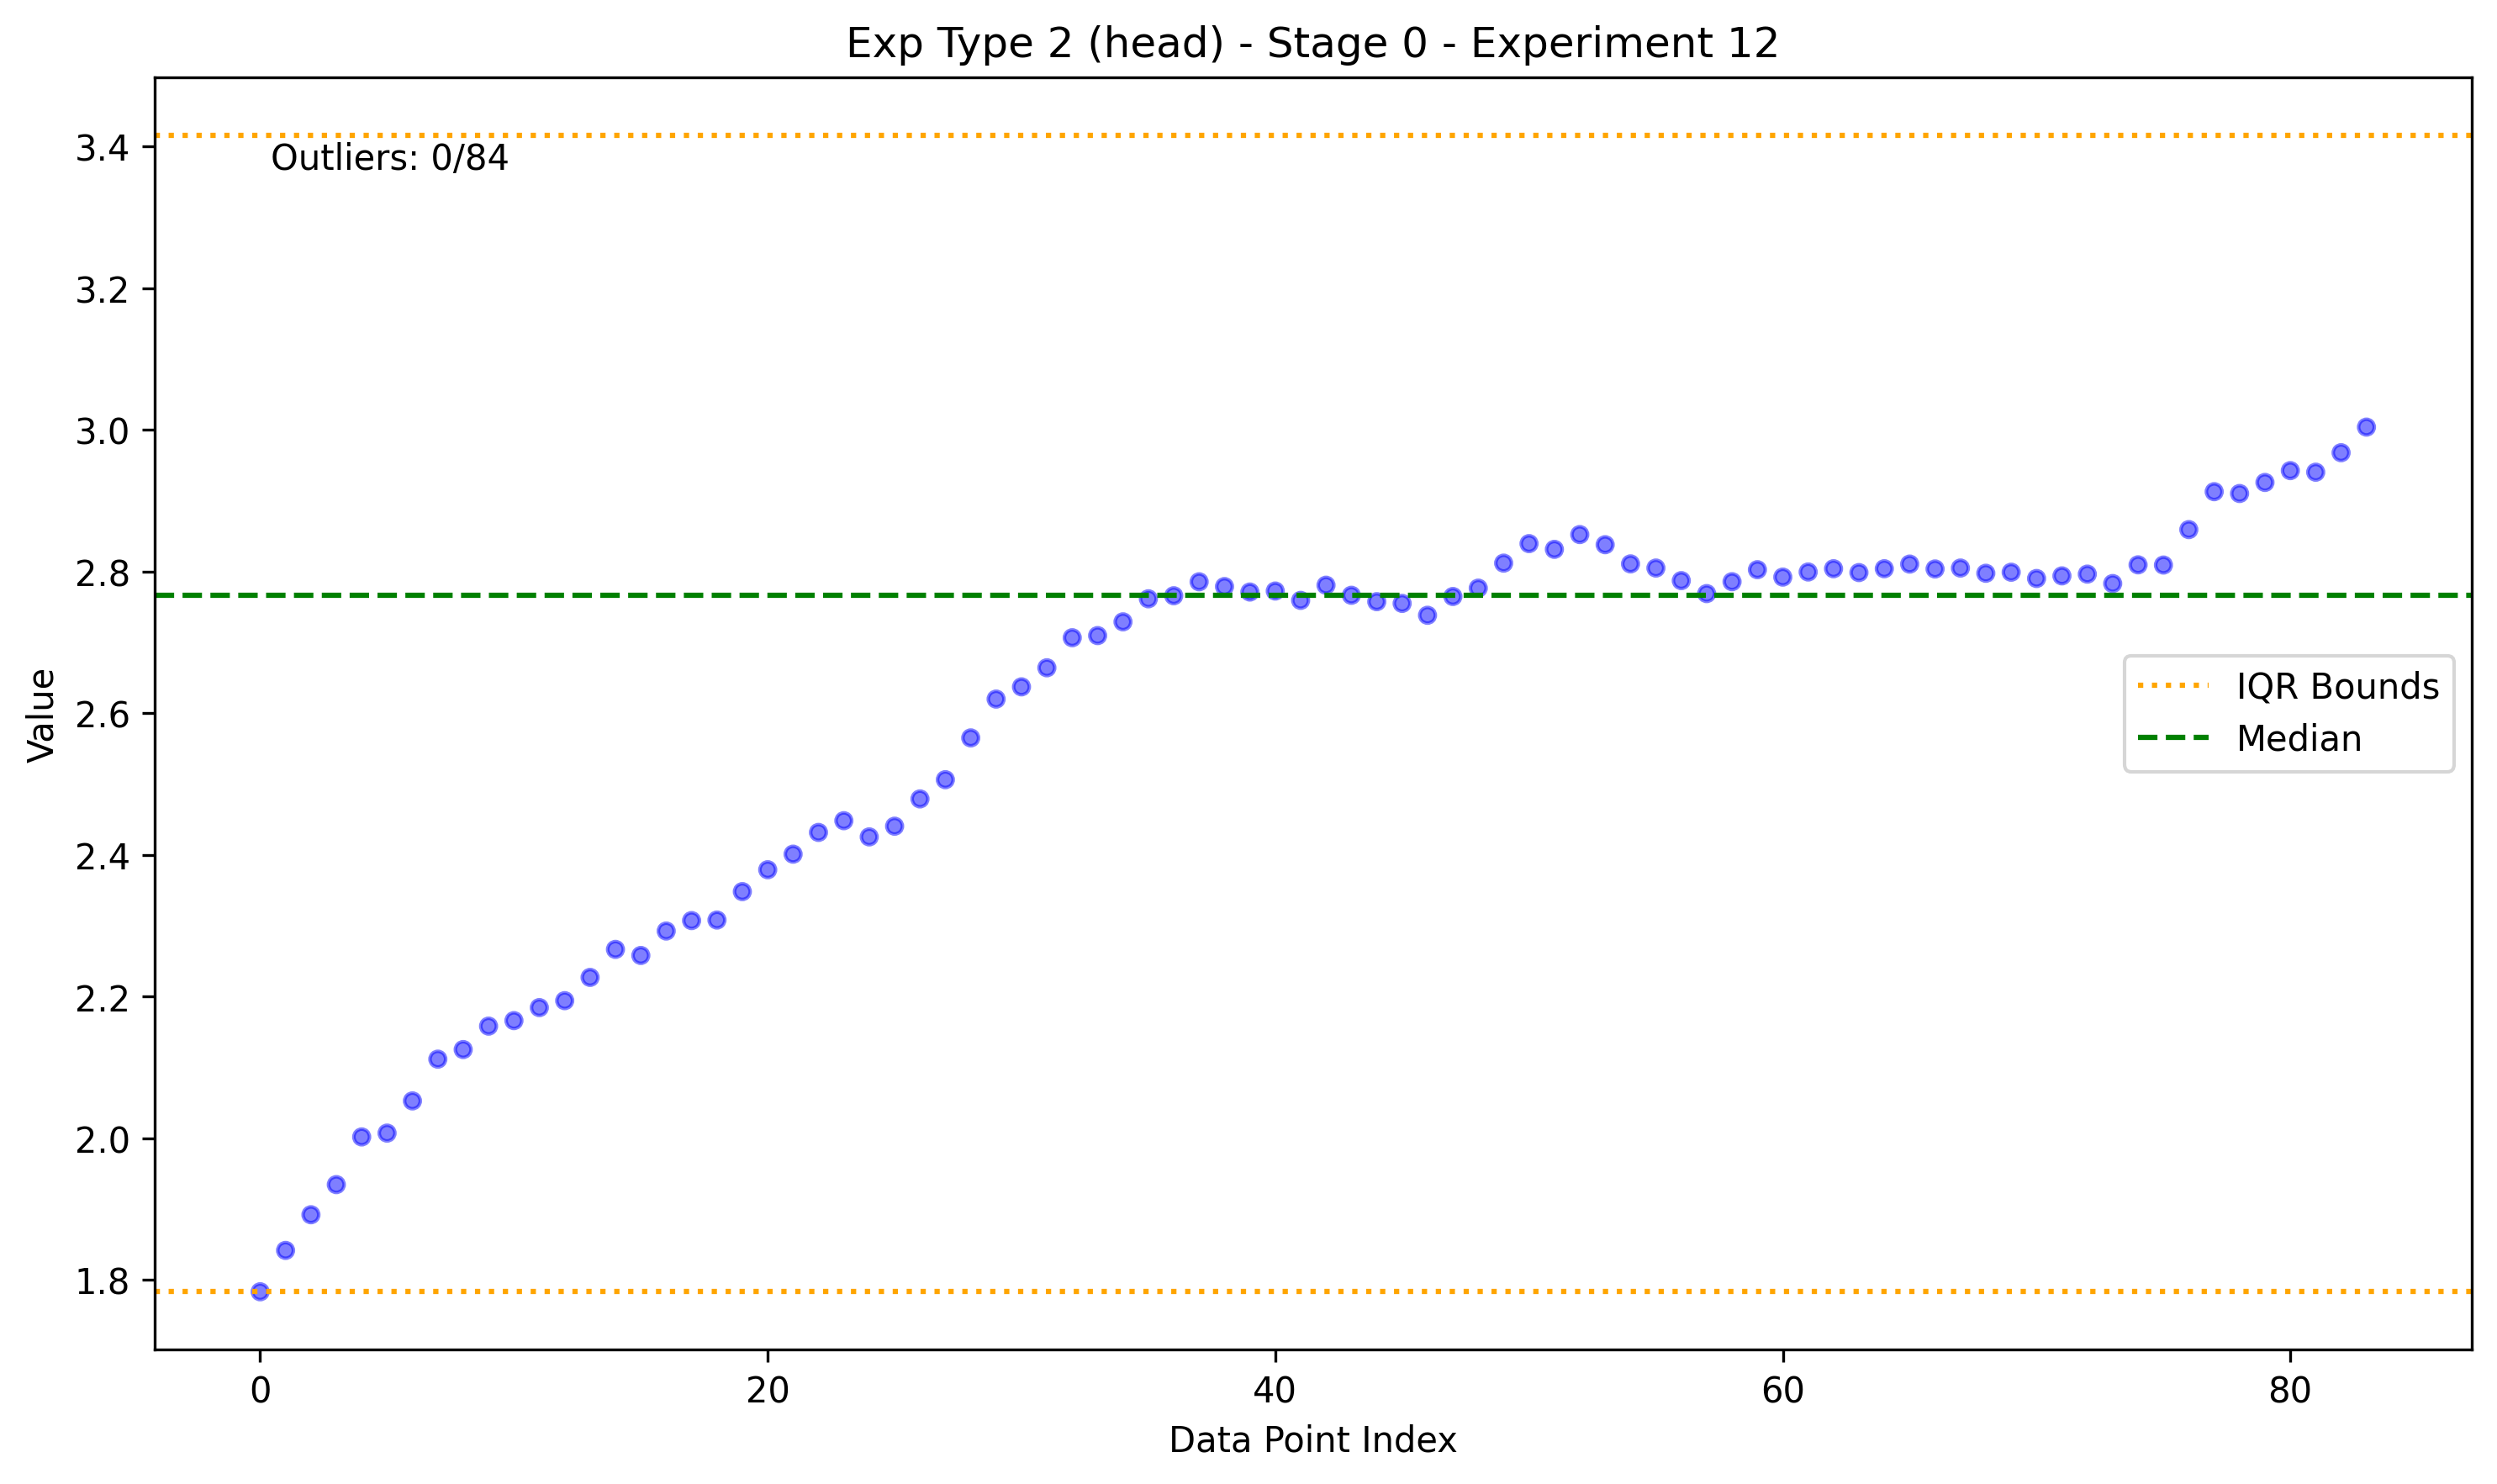 Exp Type 2 (head) - Stage 0 - Experiment 12
Outliers: 0/84
3.4
3.2
3.0
2.8
2.6
2.4
2.2
2.0
1.8
Value
IQR Bounds
Median
0 20 40 60 80
Data Point Index